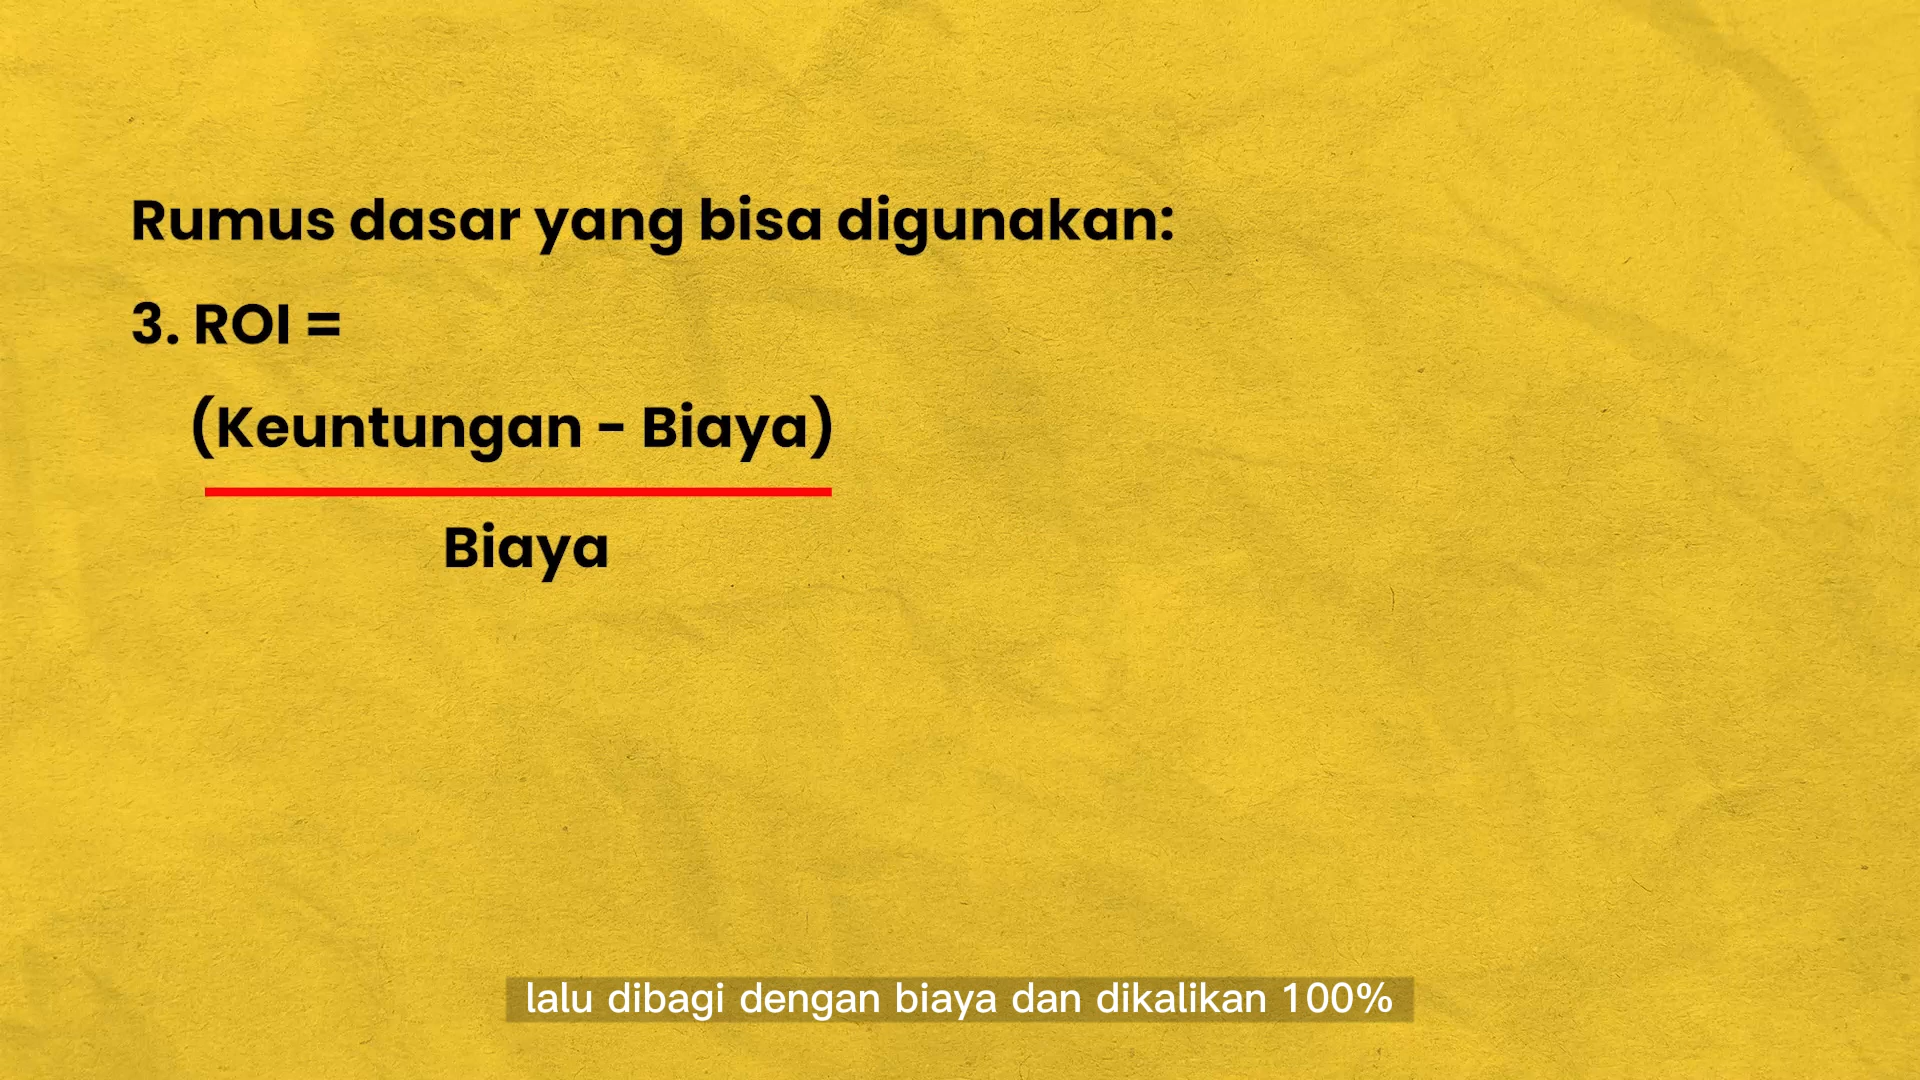 Rumus dasar yang bisa digunakan:
3. ROI =
(Keuntungan - Biaya)
Biaya
lalu dibagi dengan biaya dan dikalikan 100%